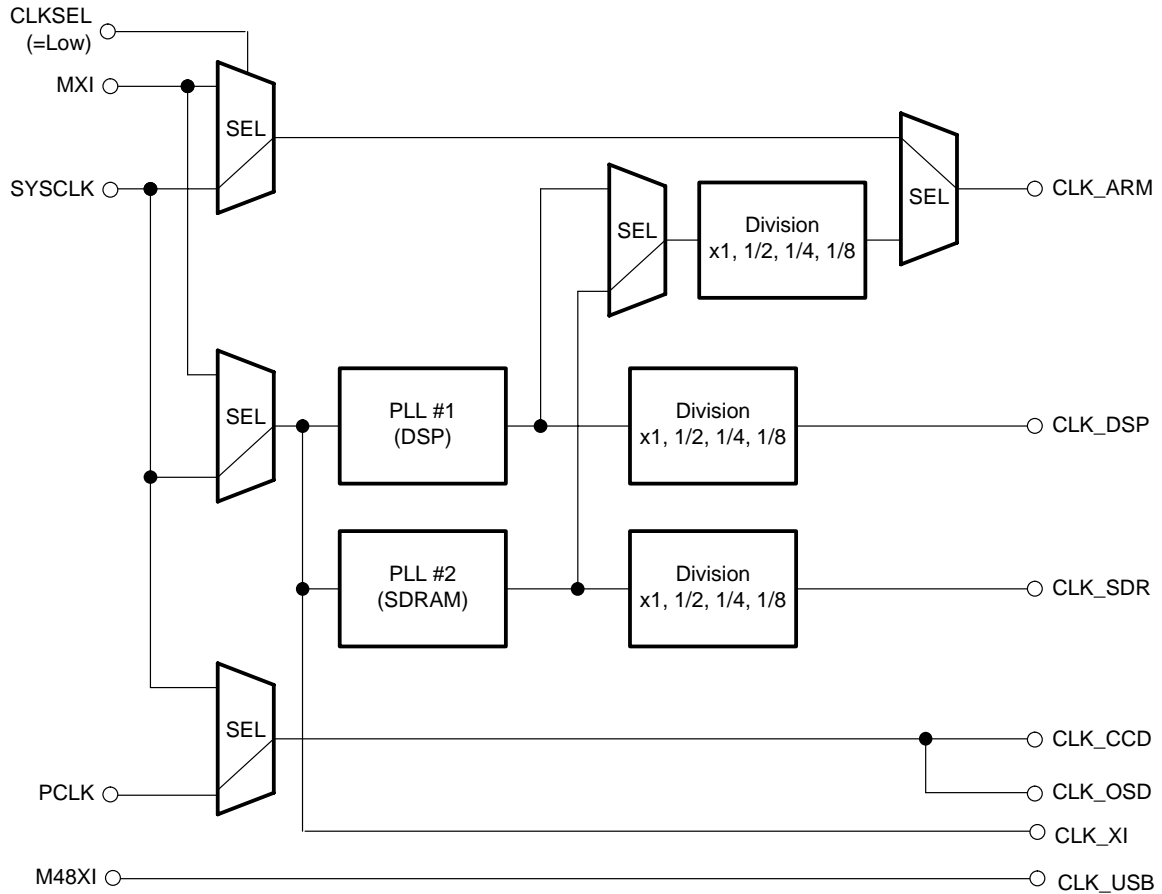 CLKSEL
(=Low)
MXI
SEL
SYSCLK
CLK_ARM
SEL
SEL
Division
x1, 1/2, 1/4, 1/8
SEL
PLL #1
(DSP)
Division
x1, 1/2, 1/4, 1/8
CLK_DSP
PLL #2
(SDRAM)
Division
x1, 1/2, 1/4, 1/8
CLK_SDR
SEL
CLK_CCD
PCLK
CLK_OSD
CLK_XI
M48XI
CLK_USB